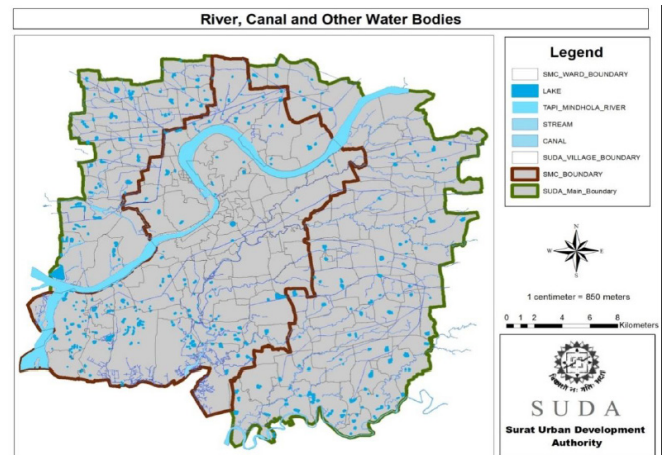 River, Canal and Other Water Bodies
Legend
SMC_WARD_BOUNDARY
LAKE
TAPI_MINDHOLA_RIVER
STREAM
CANAL
SUDA_VILLAGE_BOUNDARY
SMC_BOUNDARY
SUDA_Main_Boundary
N
W E
S
1 centimeter = 850 meters
0 1 2 4 6 8
Kilometers
SUDA
Surat Urban Development
Authority